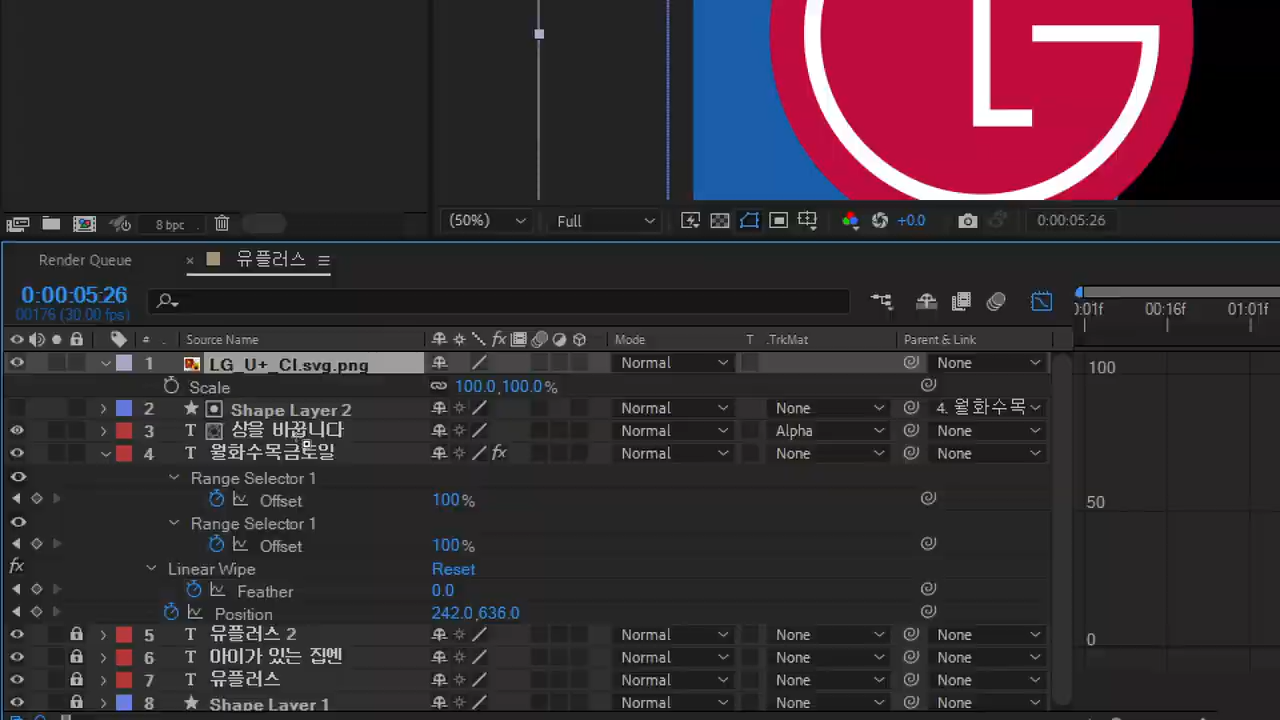 8 bpc
(50%) Full +0.0 0:00:05:26
Render Queue × 유플러스
0:00:05:26
00176 (30.00 fps)
:01f 00:16f 01:01f
# Source Name fx Mode T .TrkMat Parent & Link
1 LG_U+_CI.svg.png Normal None
Scale 100.0,100.0%
2 Shape Layer 2 Normal None 4. 월화수목
3 T 상을 바꿉니다 Normal Alpha None
4 T 월화수목금토일 fx Normal None None
Range Selector 1
Offset 100%
Range Selector 1
Offset 100%
fx Linear Wipe Reset
Feather 0.0
Position 242.0,636.0
5 T 유플러스 2 Normal None None
6 T 아이가 있는 집엔 Normal None None
7 T 유플러스 Normal None None
8 Shape Layer 1 Normal None None
100
50
0